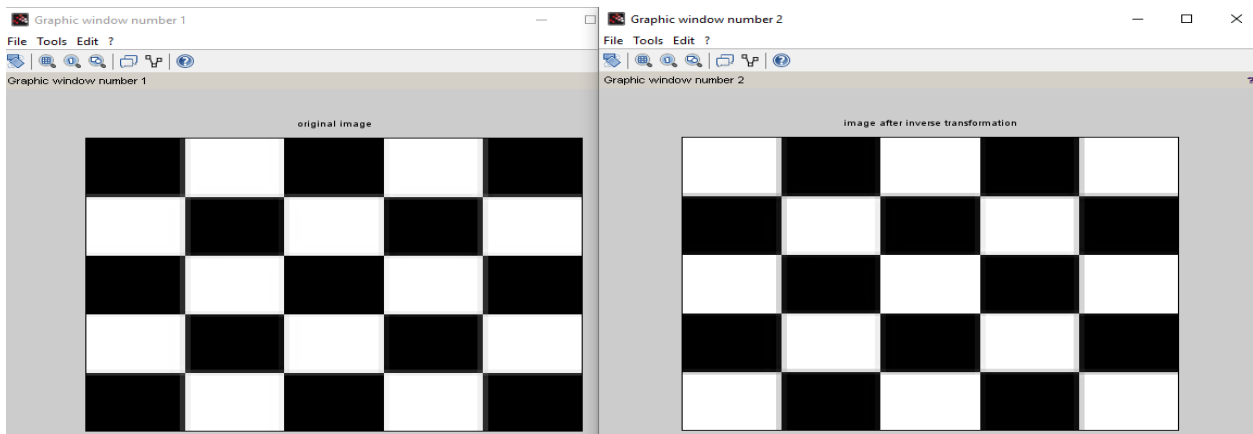 Graphic window number 1
File Tools Edit ?
Graphic window number 1
original image
Graphic window number 2
File Tools Edit ?
Graphic window number 2
image after inverse transformation